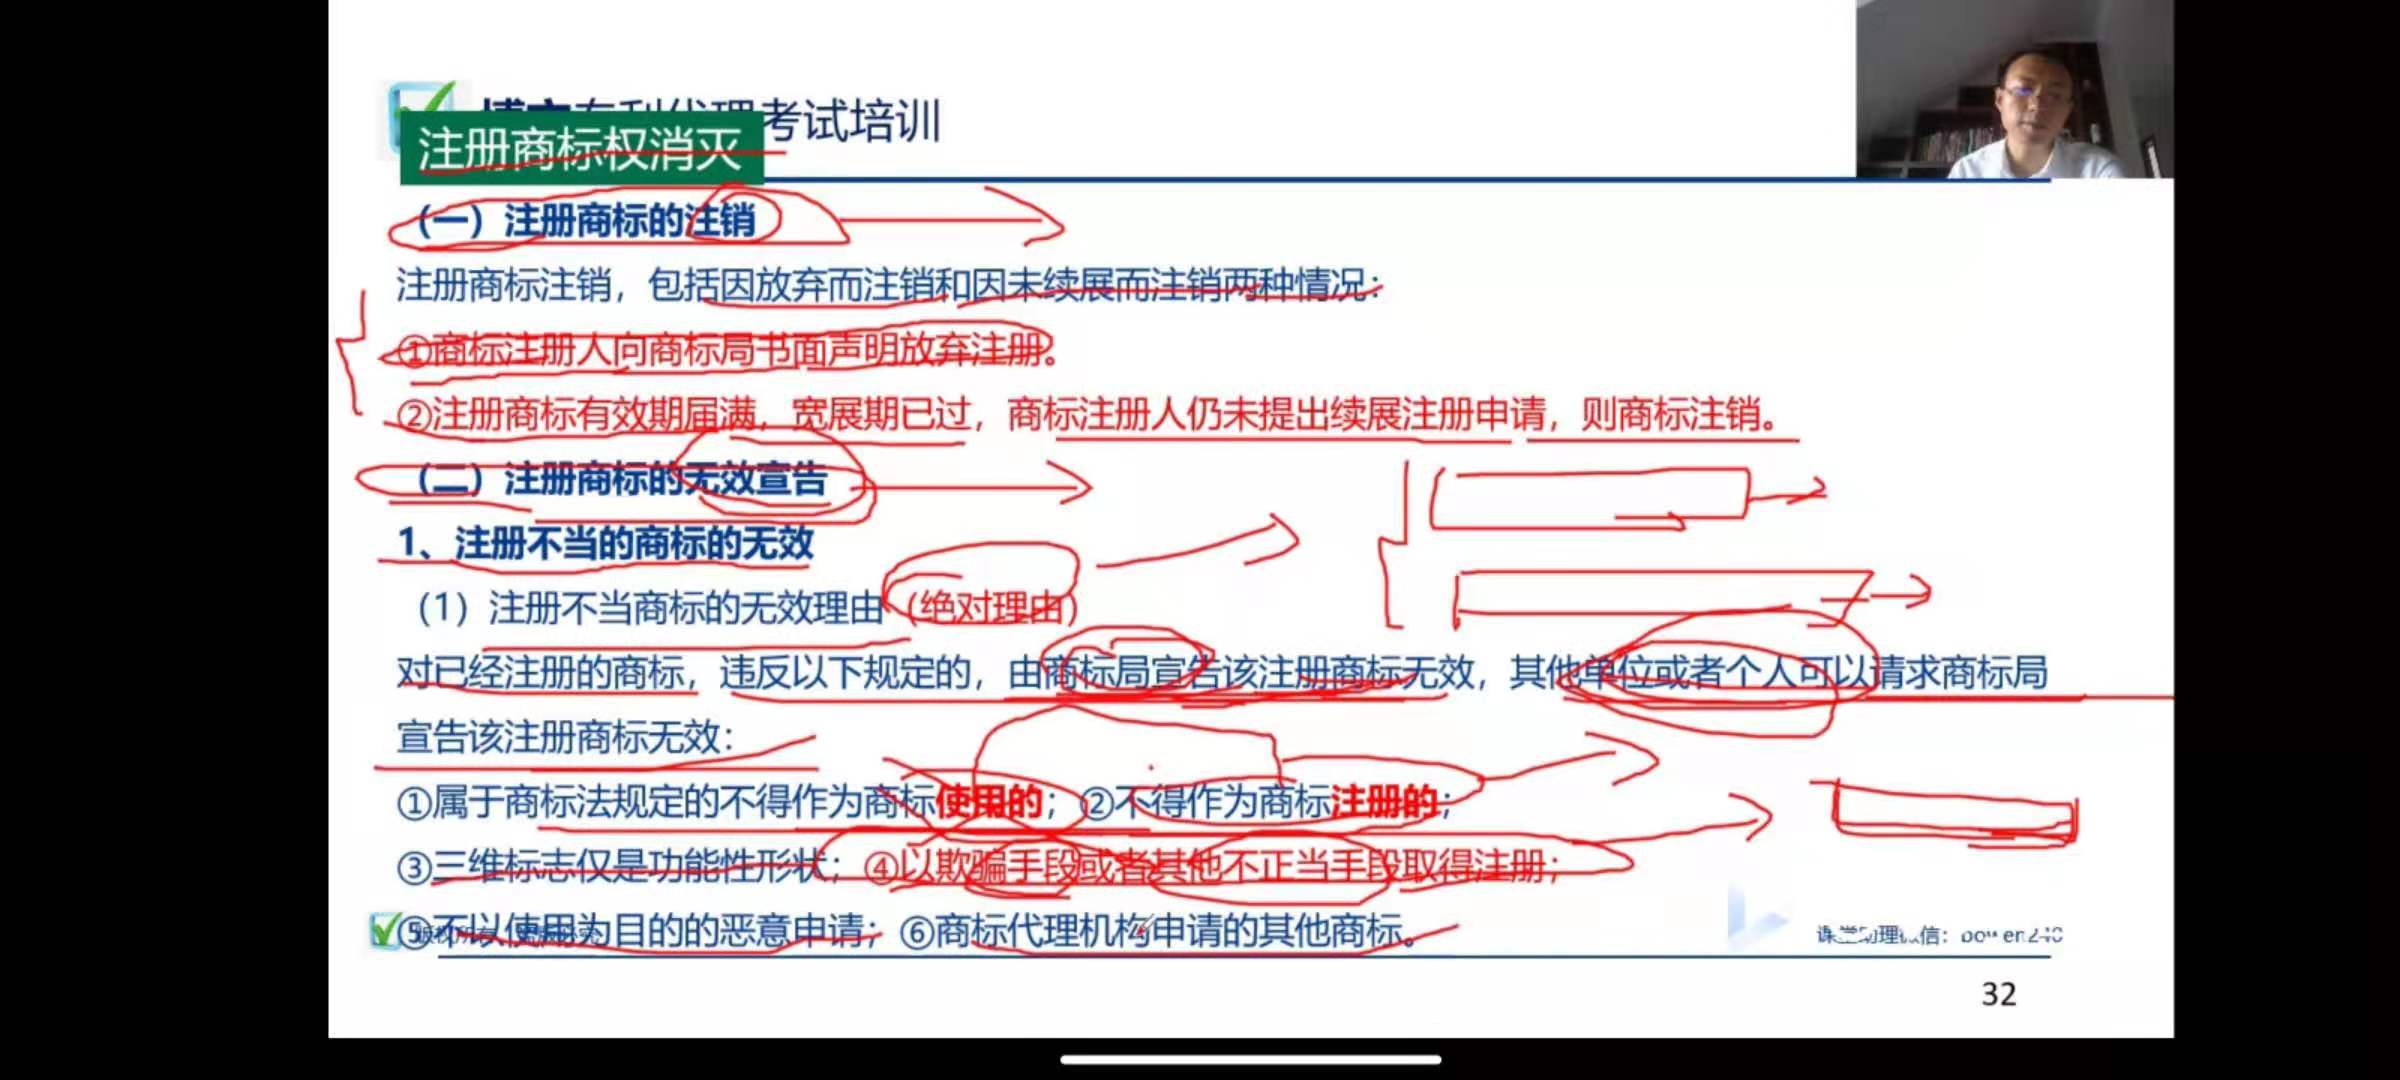 考试培训
注册商标权消灭
（一）注册商标的注销
注册商标注销，包括因放弃而注销和因未续展而注销两种情况：
①商标注册人向商标局书面声明放弃注册。
②注册商标有效期届满，宽展期已过，商标注册人仍未提出续展注册申请，则商标注销。
（二）注册商标的无效宣告
1、注册不当的商标的无效
（1）注册不当商标的无效理由（绝对理由）
对已经注册的商标，违反以下规定的，由商标局宣告该注册商标无效，其他单位或者个人可以请求商标局
宣告该注册商标无效：
①属于商标法规定的不得作为商标使用的；②不得作为商标注册的；
③三维标志仅是功能性形状；④以欺骗手段或者其他不正当手段取得注册；
⑤不以使用为目的的恶意申请；⑥商标代理机构申请的其他商标。
32